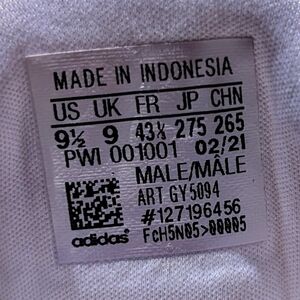 MADE IN INDONESIA
US UK FR JP CHN
9½ 9 43⅓ 275 265
PWI 001001 02/21
MALE/MÂLE
ART GY5094
#127196456
adidas FcH5N05>00005